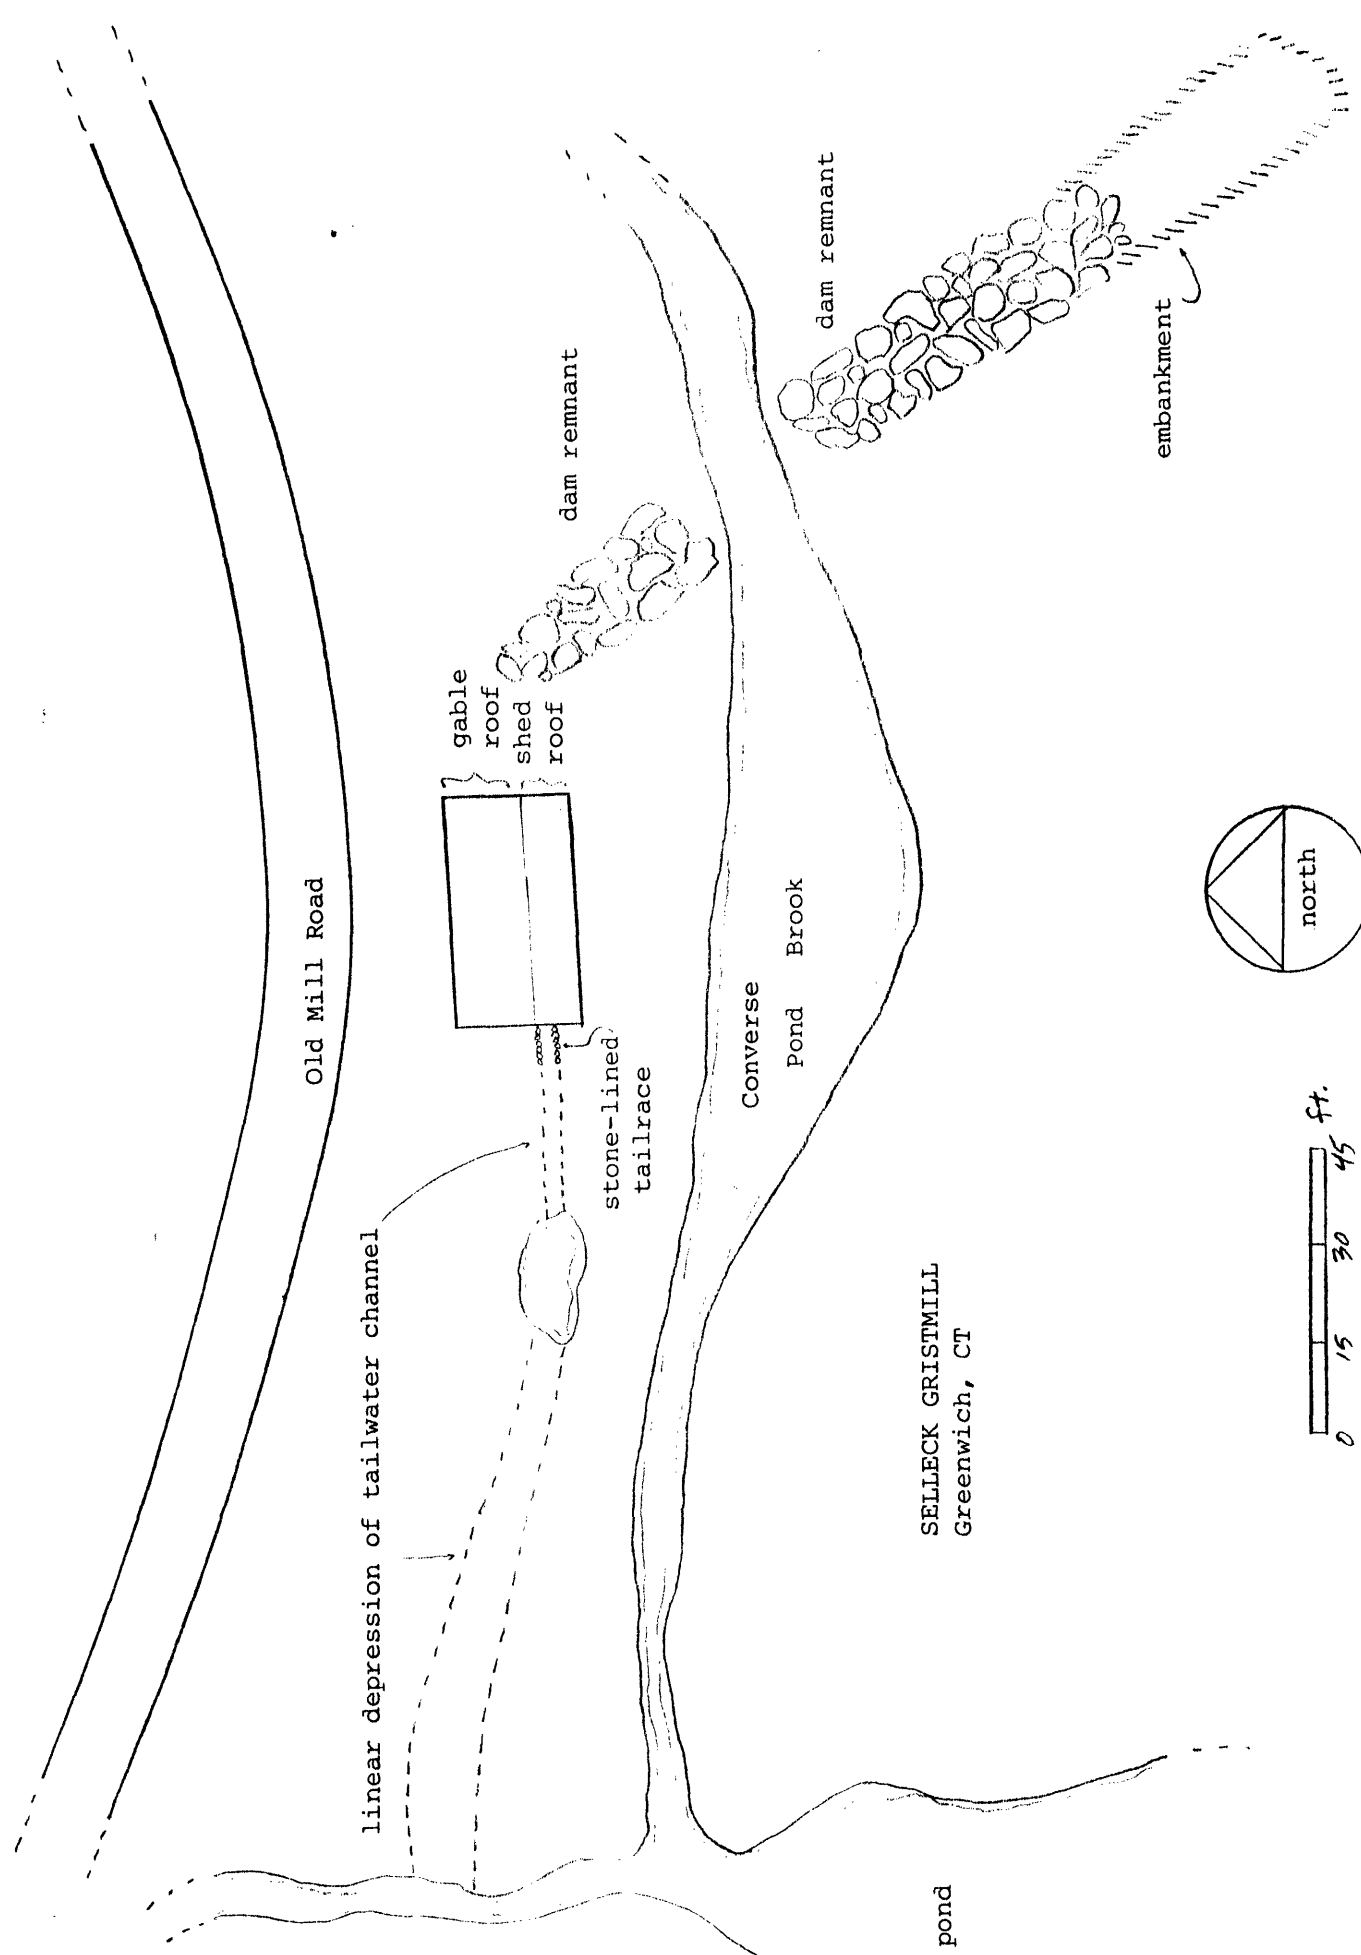 Old Mill Road
gable
roof
shed
roof
dam remnant
dam remnant
embankment
linear depression of tailwater channel
stone-lined
tailrace
Converse
Pond Brook
SELLECK GRISTMILL
Greenwich, CT
pond
north
0 15 30 45 ft.